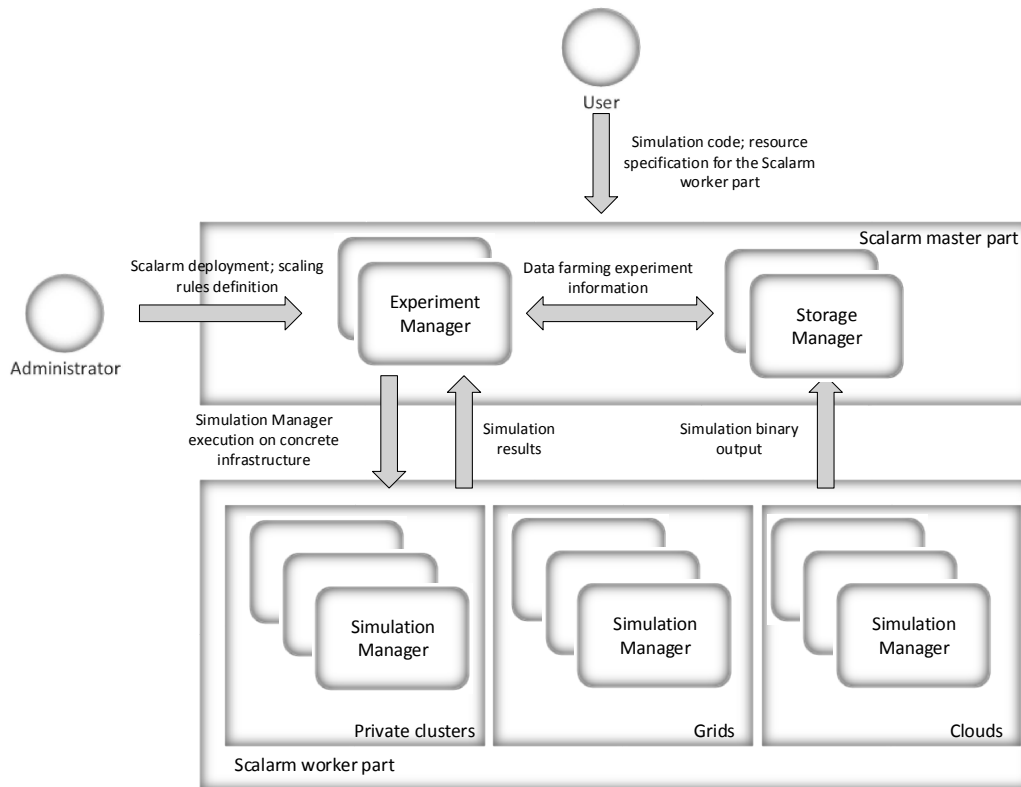 User
Simulation code; resource
specification for the Scalarm
worker part
Scalarm master part
Scalarm deployment; scaling
rules definition
Data farming experiment
information
Experiment
Manager
Storage
Manager
Administrator
Simulation Manager
execution on concrete
infrastructure
Simulation
results
Simulation binary
output
Simulation
Manager
Simulation
Manager
Simulation
Manager
Private clusters
Grids
Clouds
Scalarm worker part